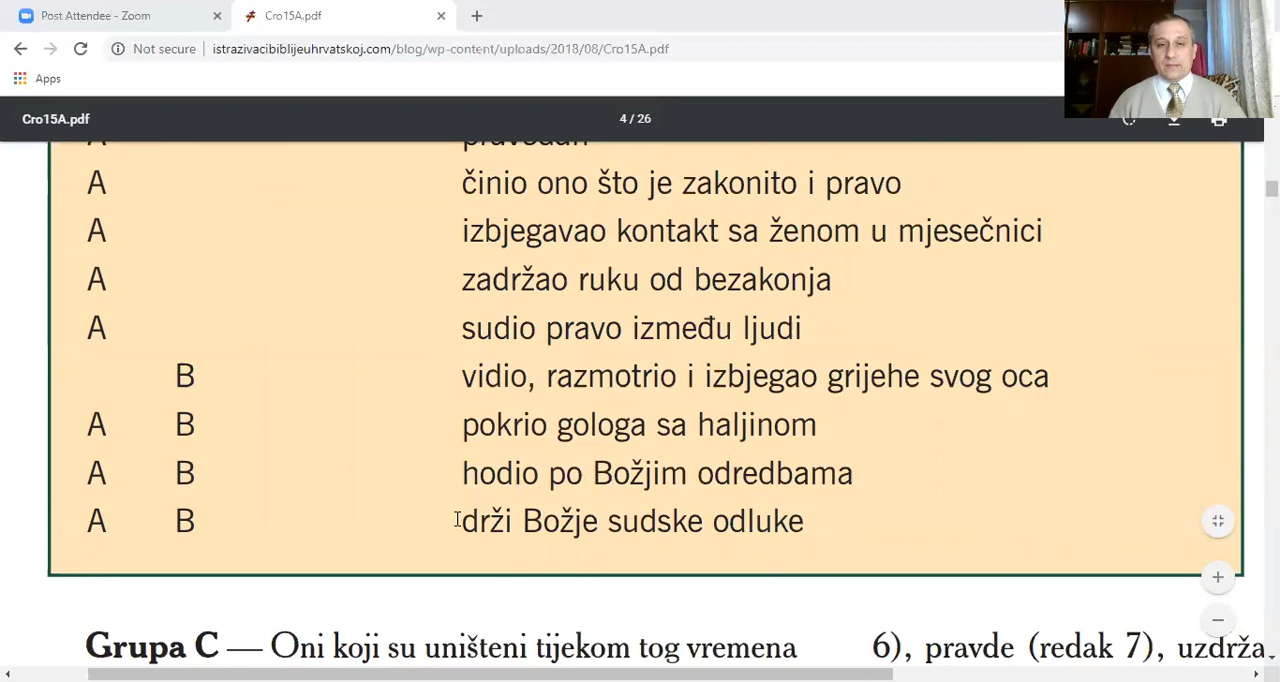 Post Attendee - Zoom
Cro15A.pdf
Not secure
istrazivacibiblijeuhrvatskoj.com/blog/wp-content/uploads/2018/08/Cro15A.pdf
Apps
Cro15A.pdf
4 / 26
A
A činio ono što je zakonito i pravo
A izbjegavao kontakt sa ženom u mjesečnici
A zadržao ruku od bezakonja
A sudio pravo između ljudi
B vidio, razmotrio i izbjegao grijehe svog oca
A B pokrio gologa sa haljinom
A B hodio po Božjim odredbama
A B drži Božje sudske odluke
Grupa C — Oni koji su uništeni tijekom tog vremena
6), pravde (redak 7), uzdrža